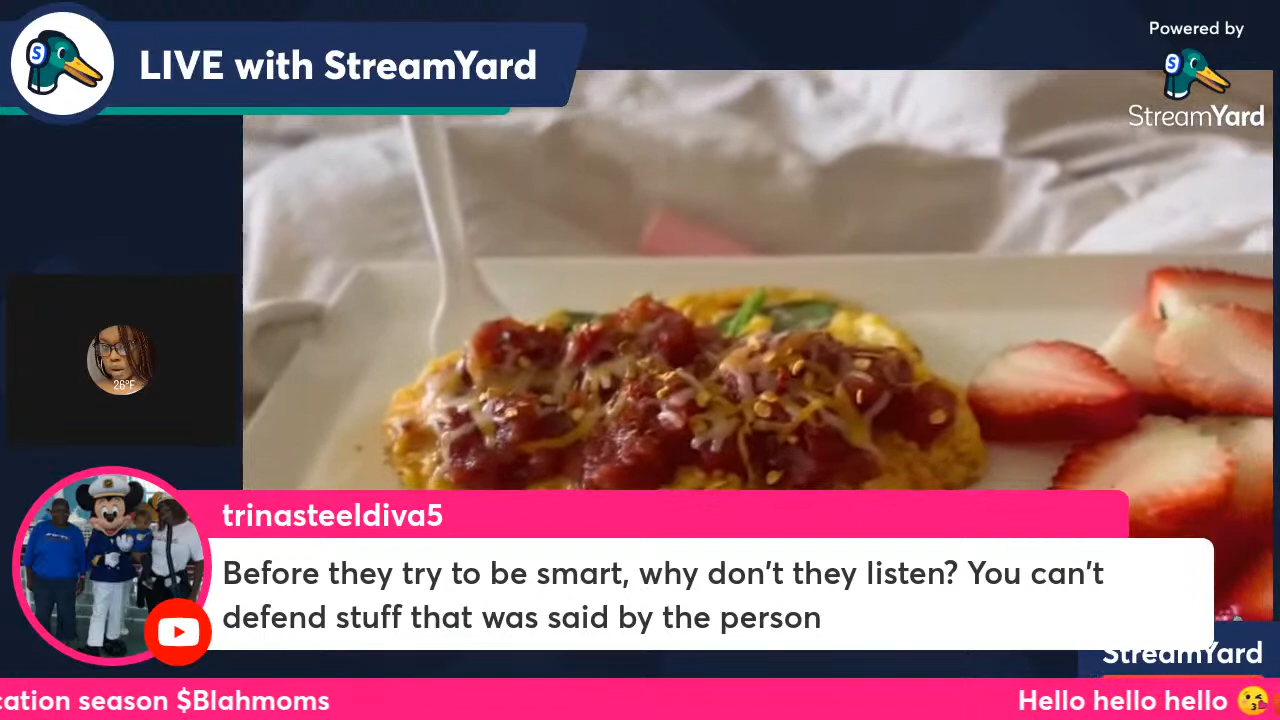 LIVE with StreamYard
Powered by
StreamYard
26°F
trinasteeldiva5
Before they try to be smart, why don't they listen? You can't
defend stuff that was said by the person
StreamYard
cation season $Blahmoms
Hello hello hello 😘